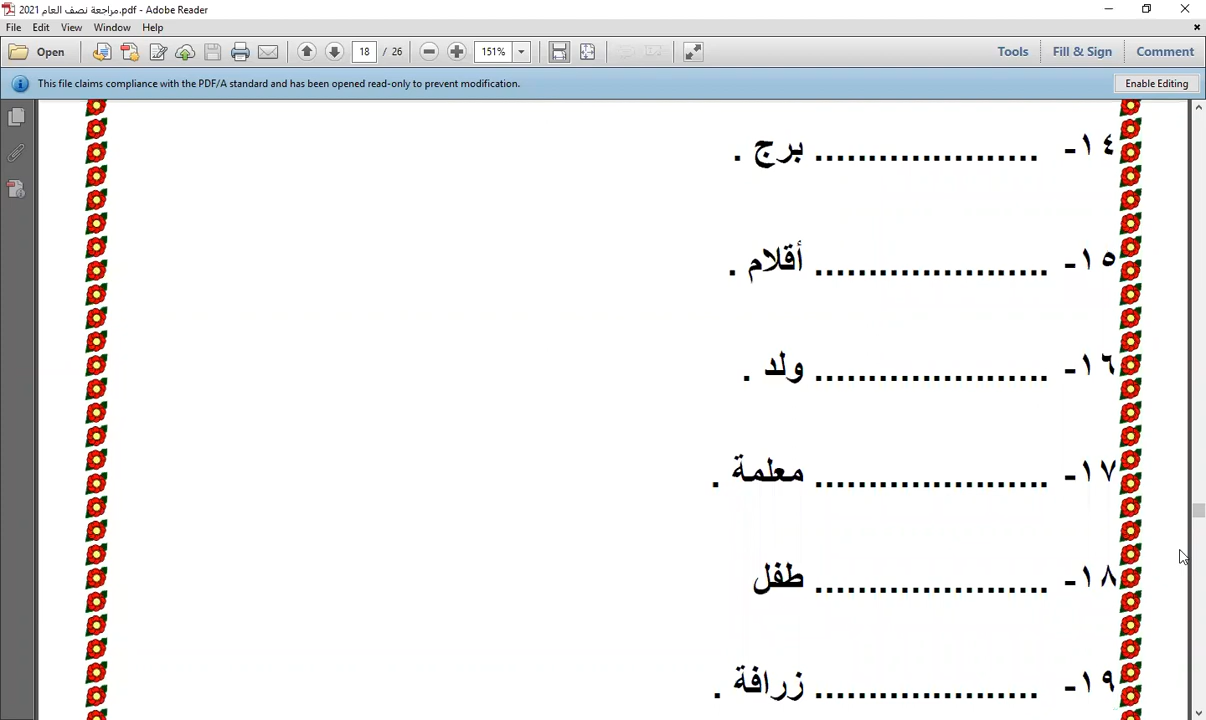 مراجعة نصف العام 2021.pdf - Adobe Reader
File Edit View Window Help
Open 18 / 26 151% Tools Fill & Sign Comment
This file claims compliance with the PDF/A standard and has been opened read-only to prevent modification. Enable Editing
١٤- ..................... برج .
١٥- ...................... أقلام .
١٦- ...................... ولد .
١٧- ...................... معلمة .
١٨- ...................... طفل
١٩- ..................... زرافة .